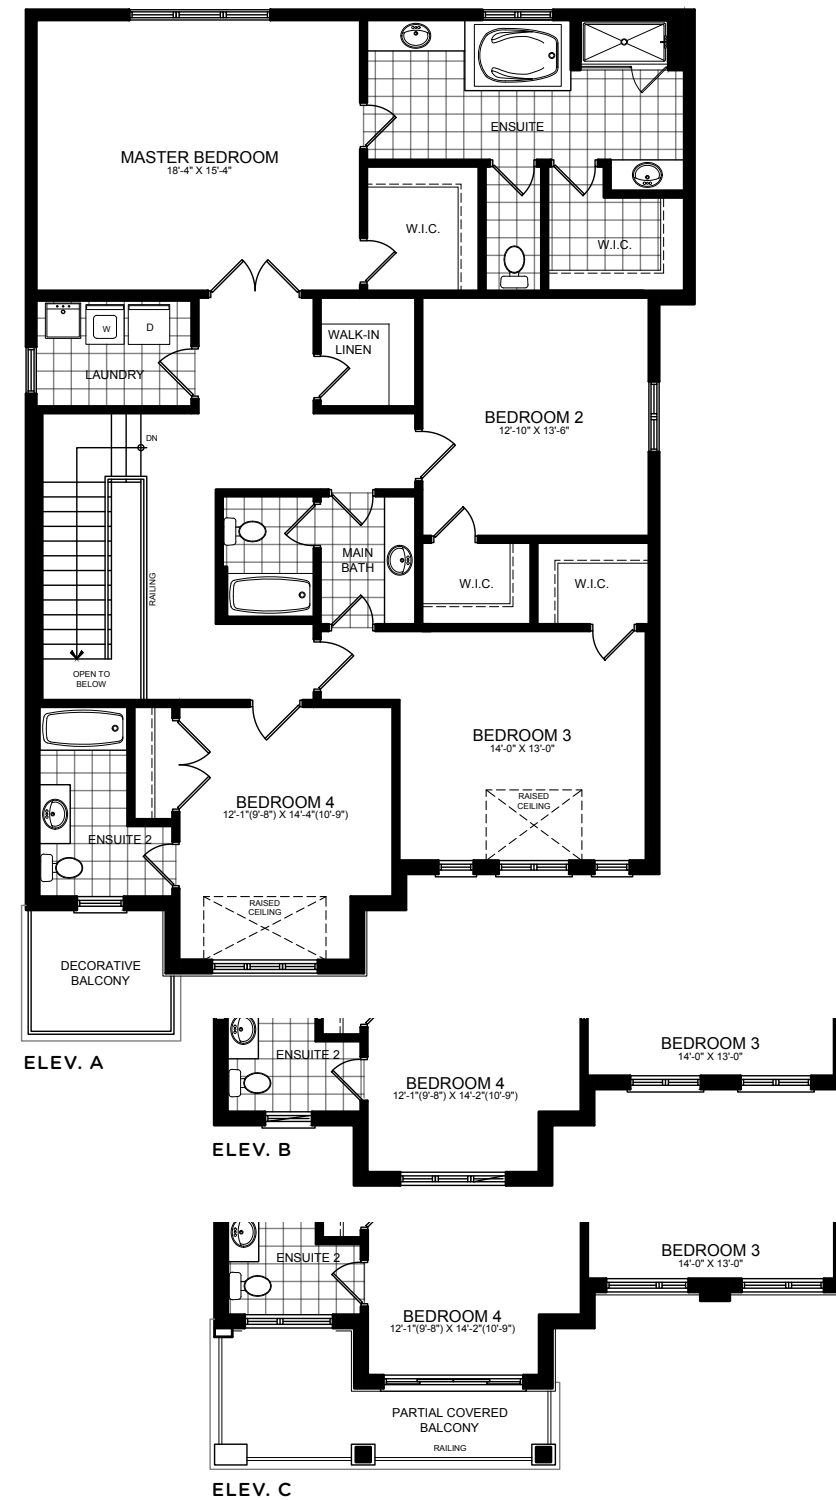 ENSUITE
MASTER BEDROOM
18'-4" X 15'-4"
W.I.C.
W.I.C.
W
D
LAUNDRY
WALK-IN
LINEN
BEDROOM 2
12'-10" X 13'-6"
DN
MAIN
BATH
RAILING
W.I.C.
W.I.C.
OPEN TO
BELOW
BEDROOM 3
14'-0" X 13'-0"
RAISED
CEILING
BEDROOM 4
12'-1"(9'-8") X 14'-4"(10'-9")
ENSUITE 2
RAISED
CEILING
DECORATIVE
BALCONY
ELEV. A
ENSUITE 2
BEDROOM 3
14'-0" X 13'-0"
BEDROOM 4
12'-1"(9'-8") X 14'-2"(10'-9")
ELEV. B
ENSUITE 2
BEDROOM 3
14'-0" X 13'-0"
BEDROOM 4
12'-1"(9'-8") X 14'-2"(10'-9")
PARTIAL COVERED
BALCONY
RAILING
ELEV. C